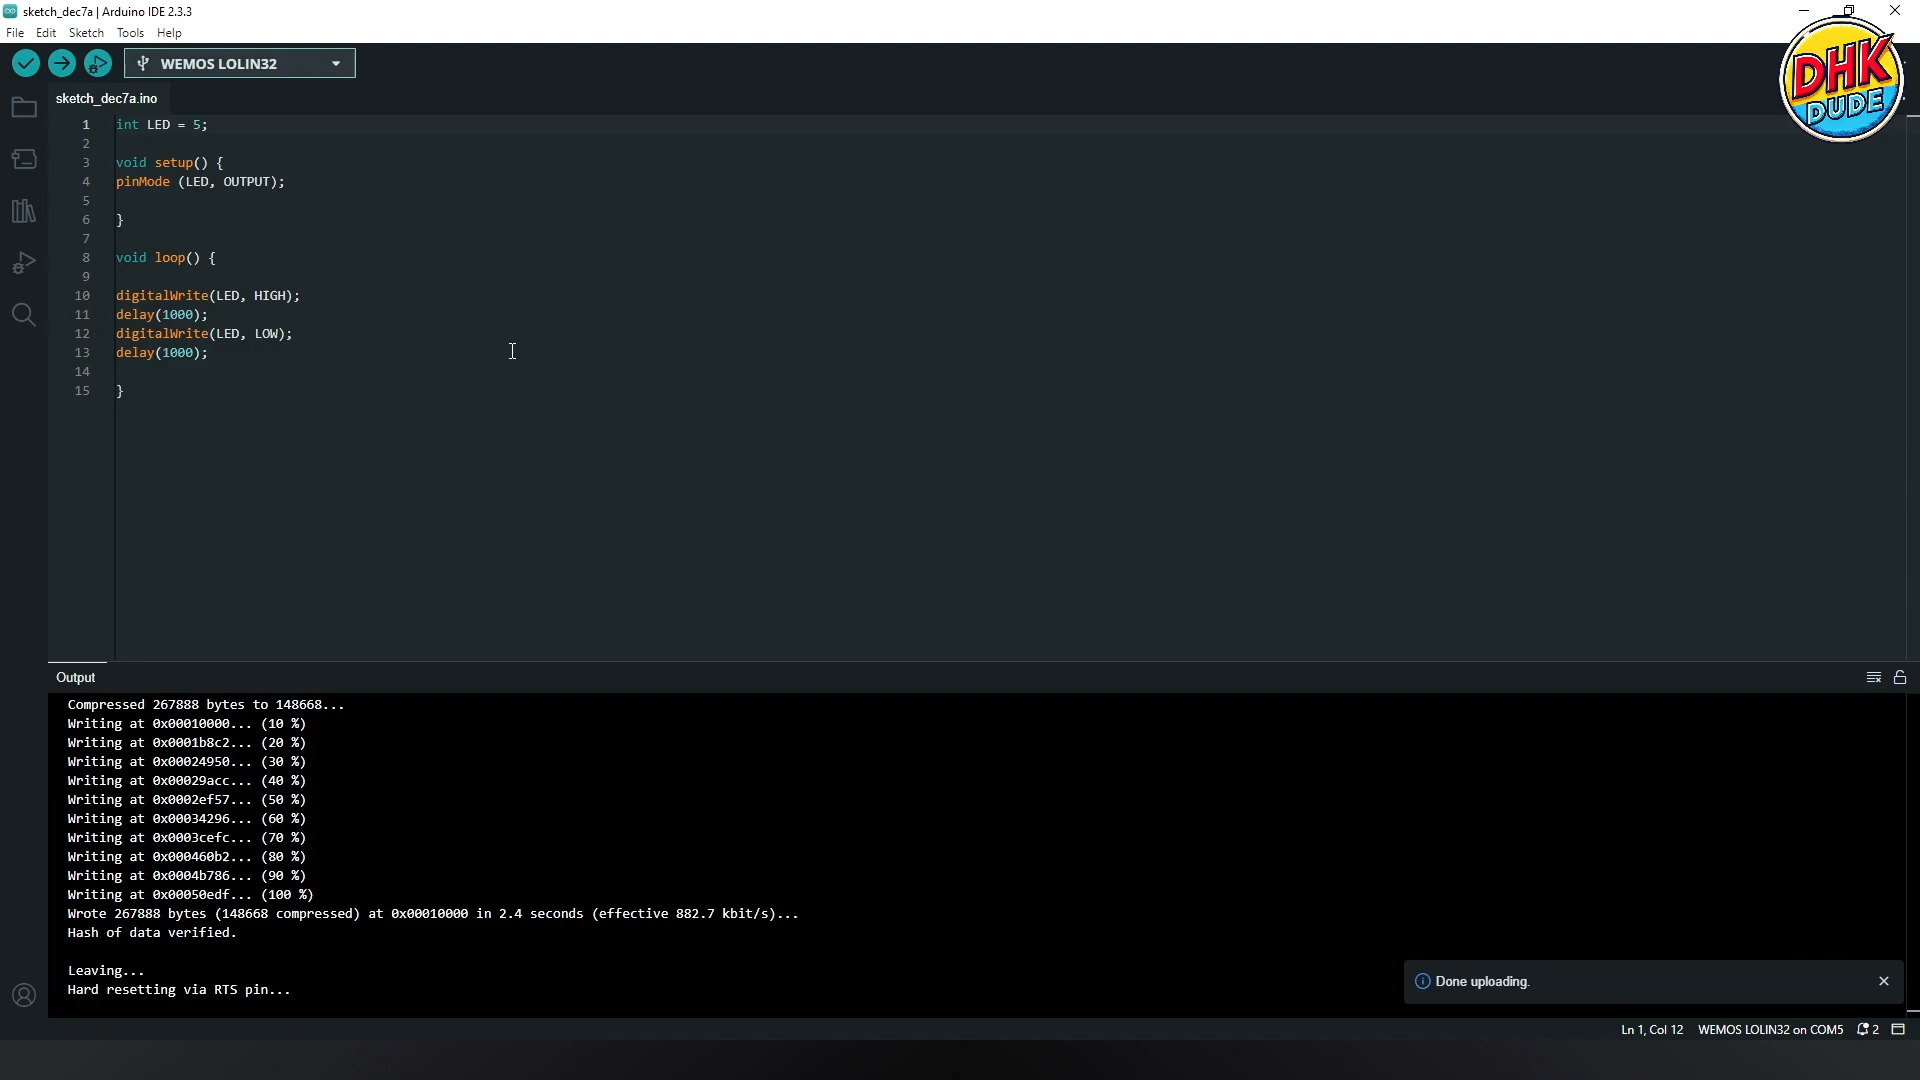 sketch_dec7a | Arduino IDE 2.3.3
File Edit Sketch Tools Help
WEMOS LOLIN32
DHK
DUDE
sketch_dec7a.ino
1 int LED = 5;
2
3 void setup() {
4 pinMode (LED, OUTPUT);
5
6 }
7
8 void loop() {
9
10 digitalWrite(LED, HIGH);
11 delay(1000);
12 digitalWrite(LED, LOW);
13 delay(1000);
14
15 }
Output
Compressed 267888 bytes to 148668...
Writing at 0x00010000... (10 %)
Writing at 0x0001b8c2... (20 %)
Writing at 0x00024950... (30 %)
Writing at 0x00029acc... (40 %)
Writing at 0x0002ef57... (50 %)
Writing at 0x00034296... (60 %)
Writing at 0x0003cefc... (70 %)
Writing at 0x000460b2... (80 %)
Writing at 0x0004b786... (90 %)
Writing at 0x00050edf... (100 %)
Wrote 267888 bytes (148668 compressed) at 0x00010000 in 2.4 seconds (effective 882.7 kbit/s)...
Hash of data verified.
Leaving...
Hard resetting via RTS pin...
Done uploading.
Ln 1, Col 12 WEMOS LOLIN32 on COM5 2